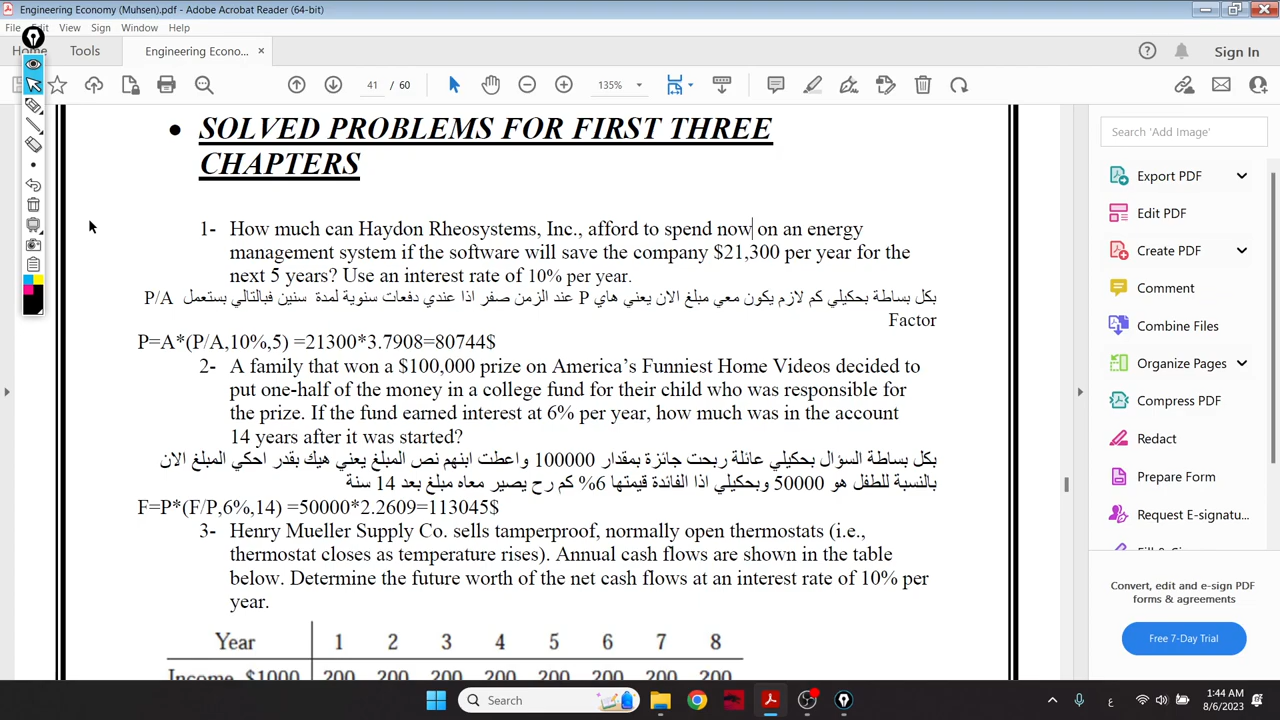 Engineering Economy (Muhsen).pdf - Adobe Acrobat Reader (64-bit)
File Edit View Sign Window Help
Home Tools Engineering Econo... ×
Sign In
41 / 60 135%
• SOLVED PROBLEMS FOR FIRST THREE
CHAPTERS
1- How much can Haydon Rheosystems, Inc., afford to spend now on an energy
management system if the software will save the company $21,300 per year for the
next 5 years? Use an interest rate of 10% per year.
بكل بساطة بحكيلي كم لازم يكون معي مبلغ الان يعني هاي P عند الزمن صفر اذا عندي دفعات سنوية لمدة سنين فبالتالي بستعمل P/A
Factor
P=A*(P/A,10%,5) =21300*3.7908=80744$
2- A family that won a $100,000 prize on America's Funniest Home Videos decided to
put one-half of the money in a college fund for their child who was responsible for
the prize. If the fund earned interest at 6% per year, how much was in the account
14 years after it was started?
بكل بساطة السؤال بحكيلي عائلة ربحت جائزة بمقدار 100000 واعطت ابنهم نص المبلغ يعني هيك بقدر احكي المبلغ الان
بالنسبة للطفل هو 50000 وبحكيلي اذا الفائدة قيمتها 6% كم رح يصير معاه مبلغ بعد 14 سنة
F=P*(F/P,6%,14) =50000*2.2609=113045$
3- Henry Mueller Supply Co. sells tamperproof, normally open thermostats (i.e.,
thermostat closes as temperature rises). Annual cash flows are shown in the table
below. Determine the future worth of the net cash flows at an interest rate of 10% per
year.
Year 1 2 3 4 5 6 7 8
Income, $1000 200 200 200 200 200 200 200 200
Search 'Add Image'
Export PDF
Edit PDF
Create PDF
Comment
Combine Files
Organize Pages
Compress PDF
Redact
Prepare Form
Request E-signatu...
Convert, edit and e-sign PDF
forms & agreements
Free 7-Day Trial
Search
ع
1:44 AM
8/6/2023